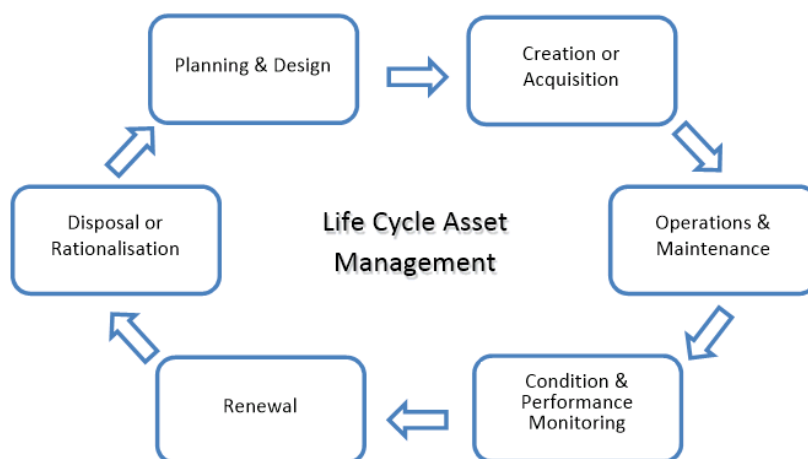 Planning & Design
Creation or
Acquisition
Operations &
Maintenance
Condition &
Performance
Monitoring
Renewal
Disposal or
Rationalisation
Life Cycle Asset
Management